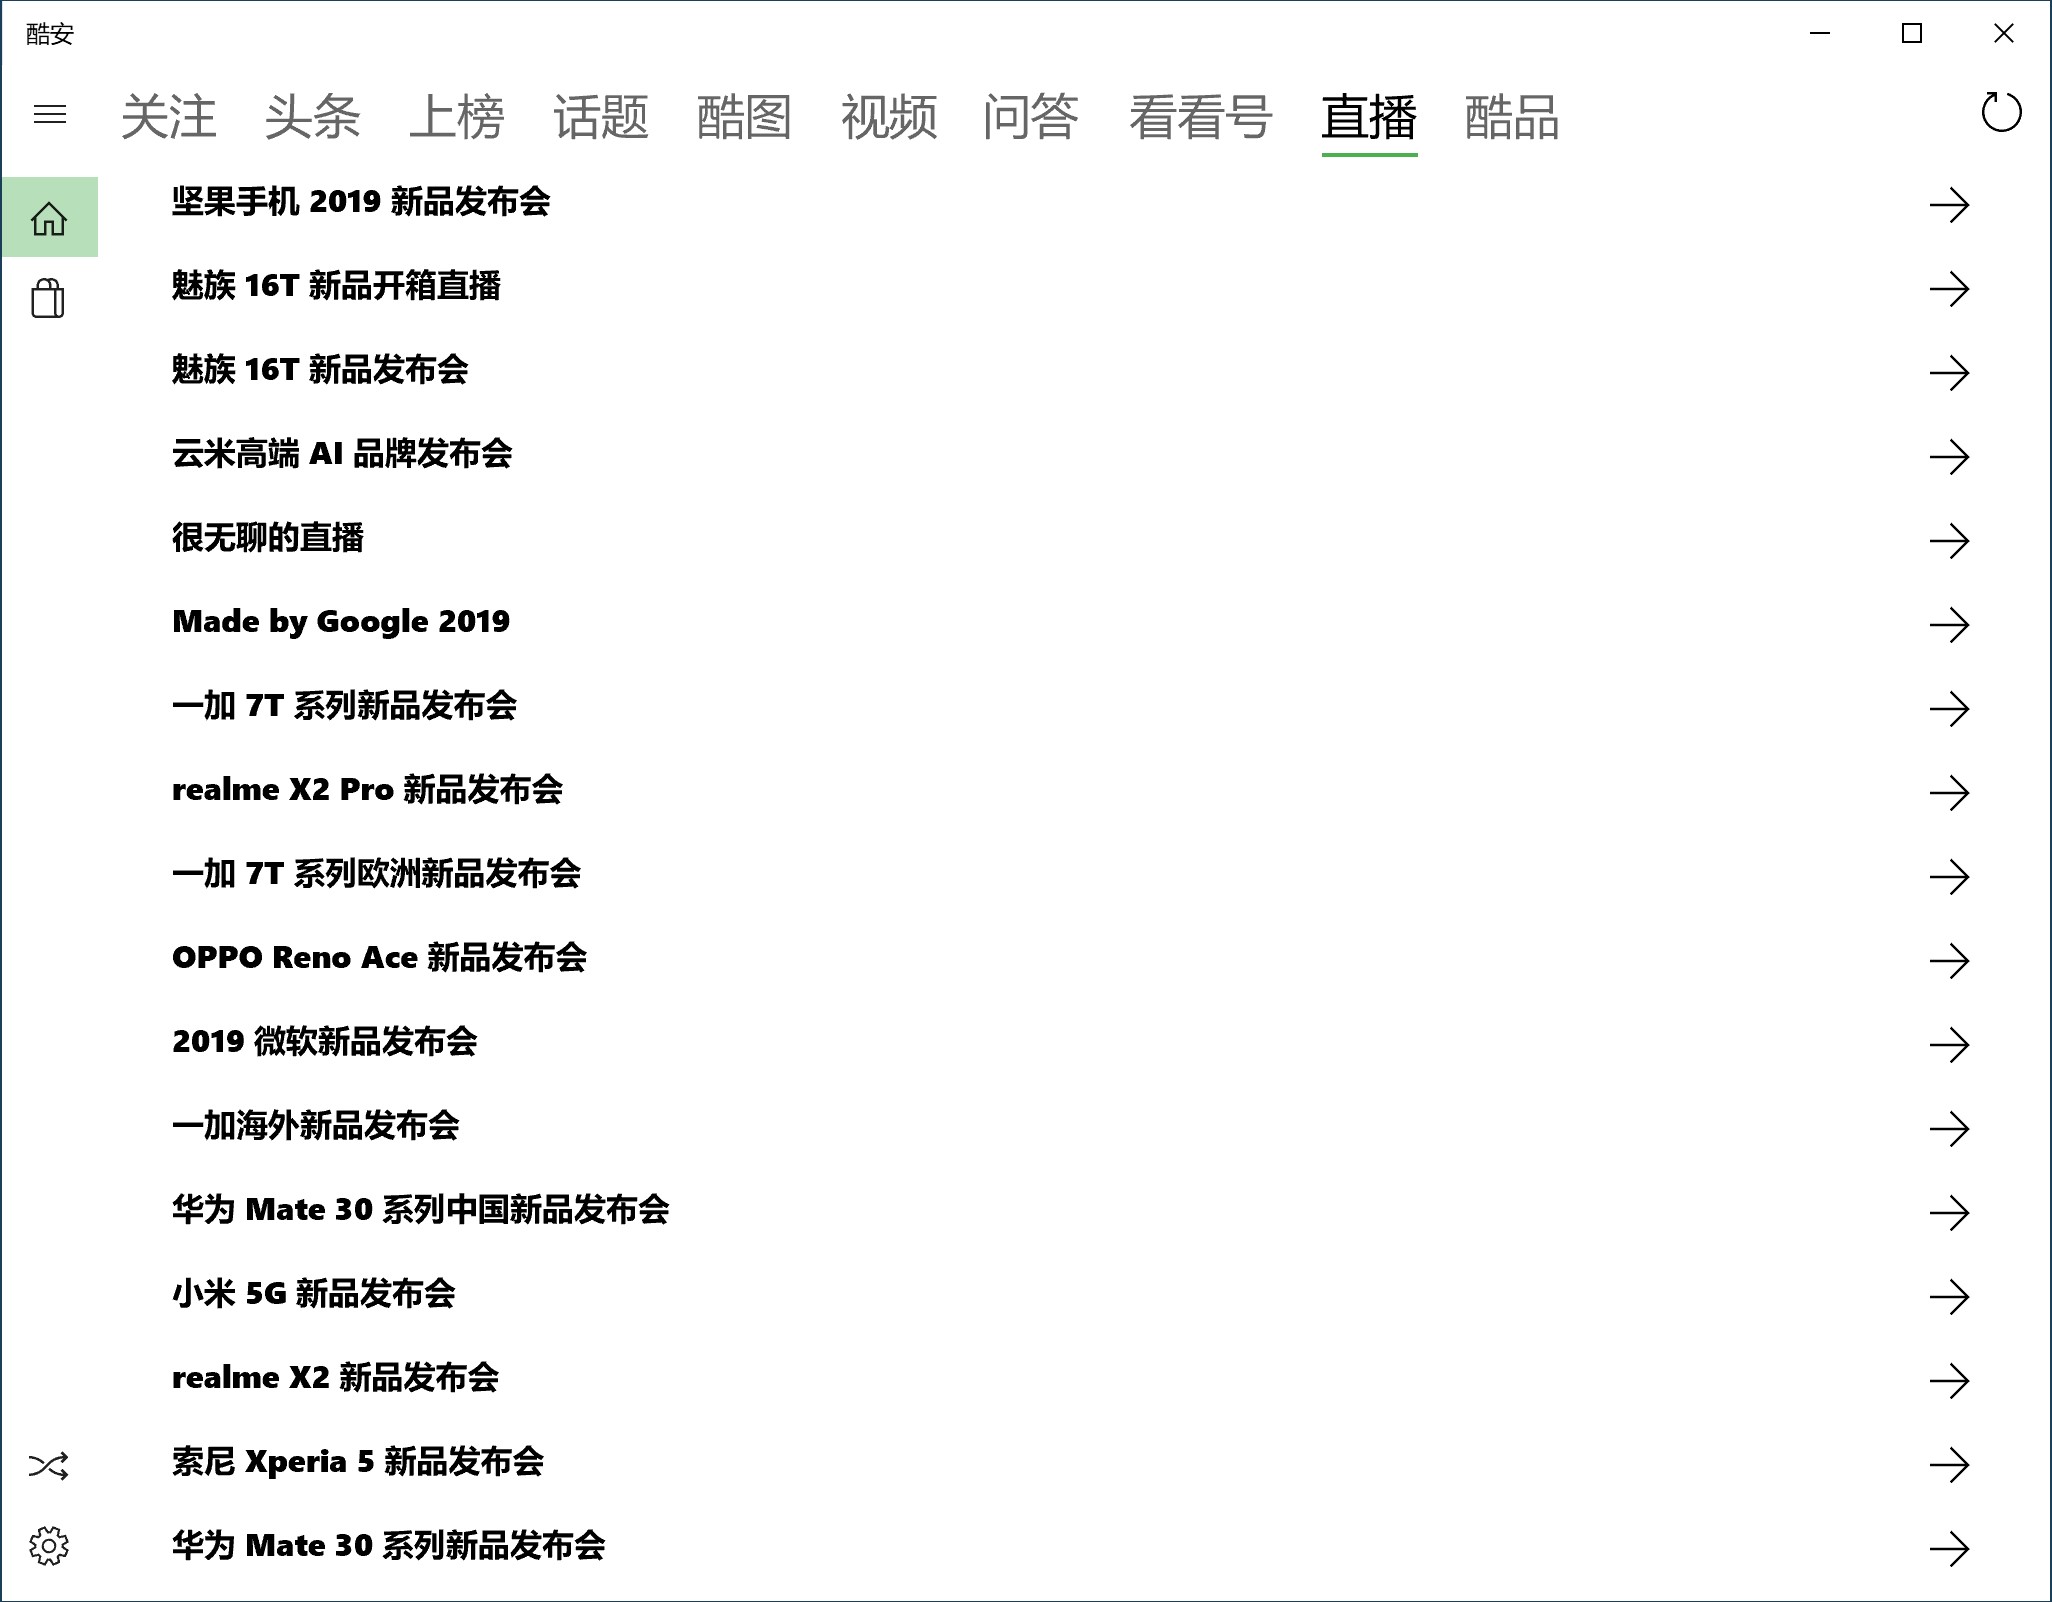 酷安
关注 头条 上榜 话题 酷图 视频 问答 看看号 直播 酷品
坚果手机 2019 新品发布会
魅族 16T 新品开箱直播
魅族 16T 新品发布会
云米高端 AI 品牌发布会
很无聊的直播
Made by Google 2019
一加 7T 系列新品发布会
realme X2 Pro 新品发布会
一加 7T 系列欧洲新品发布会
OPPO Reno Ace 新品发布会
2019 微软新品发布会
一加海外新品发布会
华为 Mate 30 系列中国新品发布会
小米 5G 新品发布会
realme X2 新品发布会
索尼 Xperia 5 新品发布会
华为 Mate 30 系列新品发布会